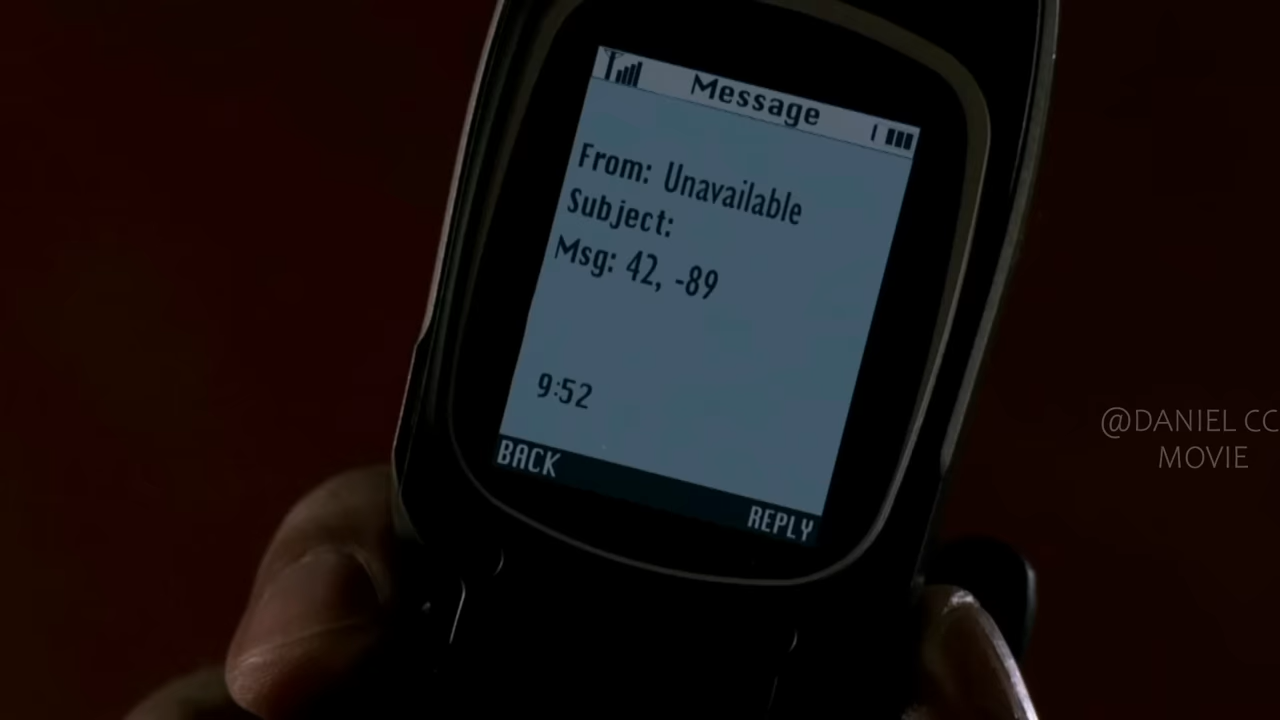 Message
From: Unavailable
Subject:
Msg: 42, -89
9:52
BACK
REPLY
@DANIEL CC
MOVIE